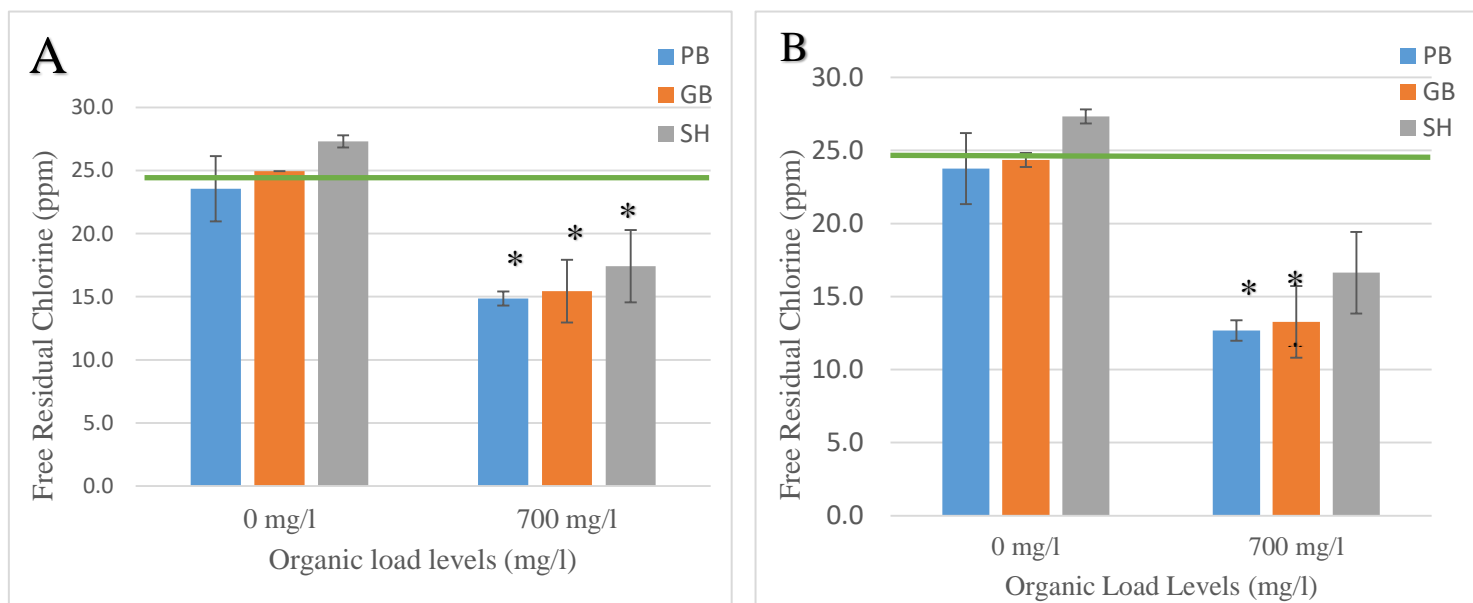 A
PB
GB
SH
30.0
25.0
20.0
15.0
10.0
5.0
0.0
Free Residual Chlorine (ppm)
*
*
*
0 mg/l
700 mg/l
Organic load levels (mg/l)
B
PB
GB
SH
30.0
25.0
20.0
15.0
10.0
5.0
0.0
Free Residual Chlorine (ppm)
*
*
0 mg/l
700 mg/l
Organic Load Levels (mg/l)